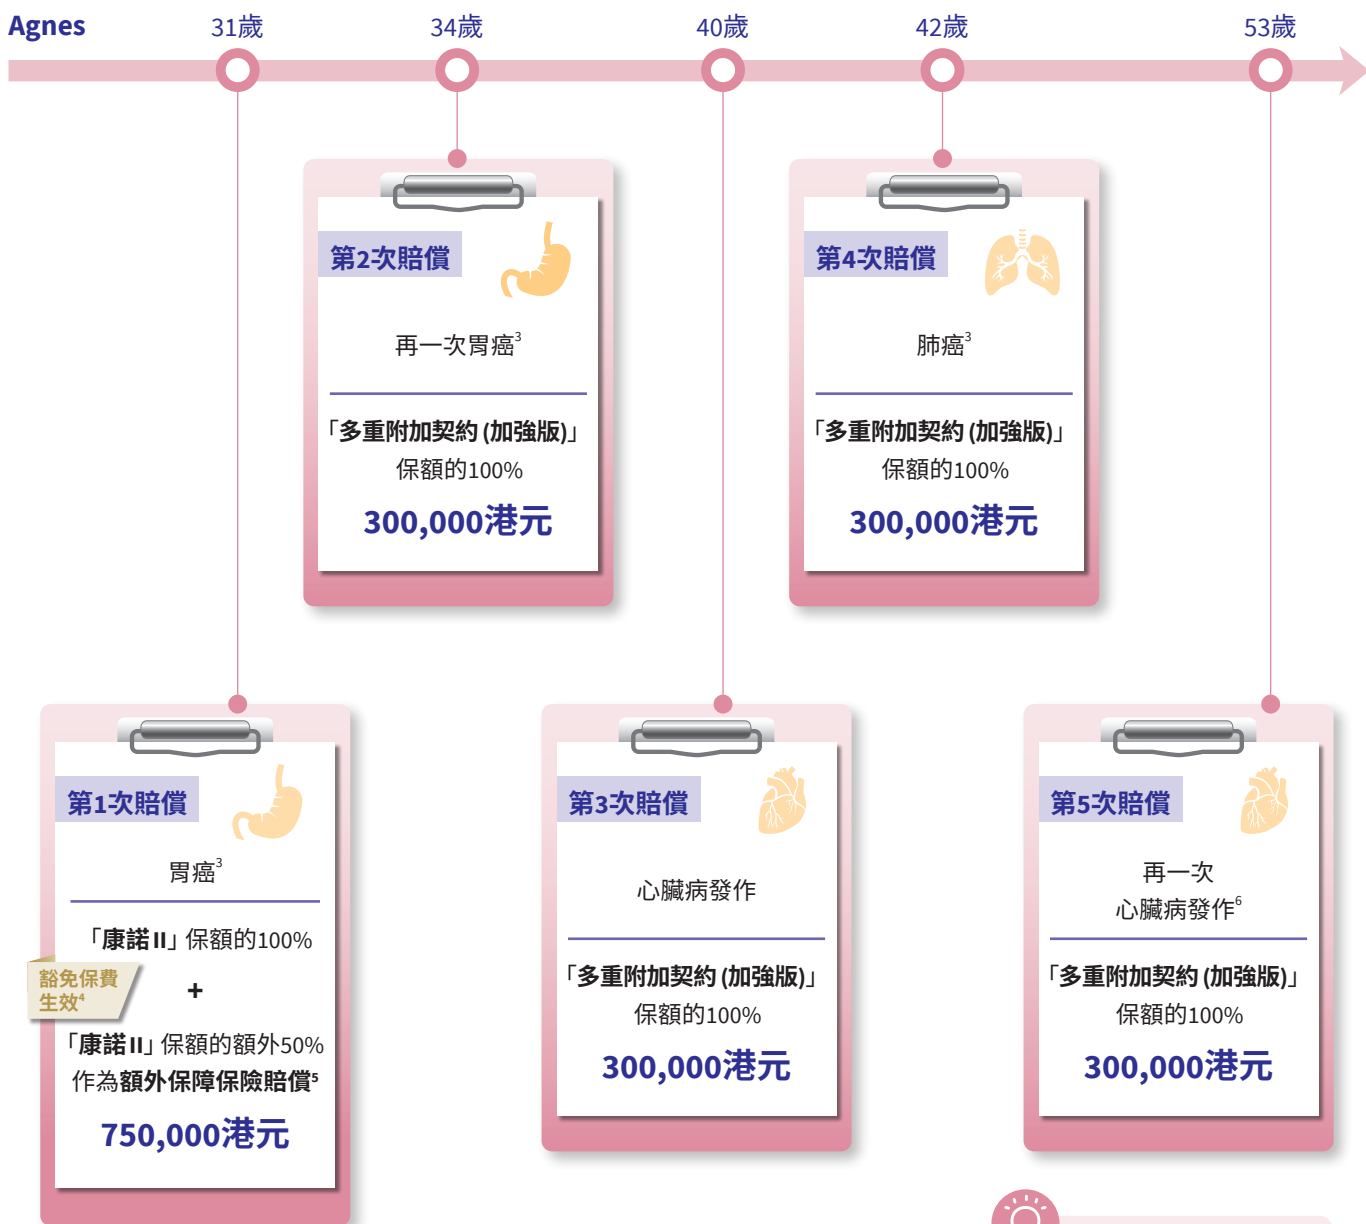 Agnes
31歲
34歲
40歲
42歲
53歲
第2次賠償
再一次胃癌3
「多重附加契約 (加強版)」
保額的100%
300,000港元
第4次賠償
肺癌3
「多重附加契約 (加強版)」
保額的100%
300,000港元
第1次賠償
胃癌3
「康諾 II」保額的100%
豁免保費
生效4
+
「康諾 II」保額的額外50%
作為額外保障保險賠償5
750,000港元
第3次賠償
心臟病發作
「多重附加契約 (加強版)」
保額的100%
300,000港元
第5次賠償
再一次
心臟病發作6
「多重附加契約 (加強版)」
保額的100%
300,000港元